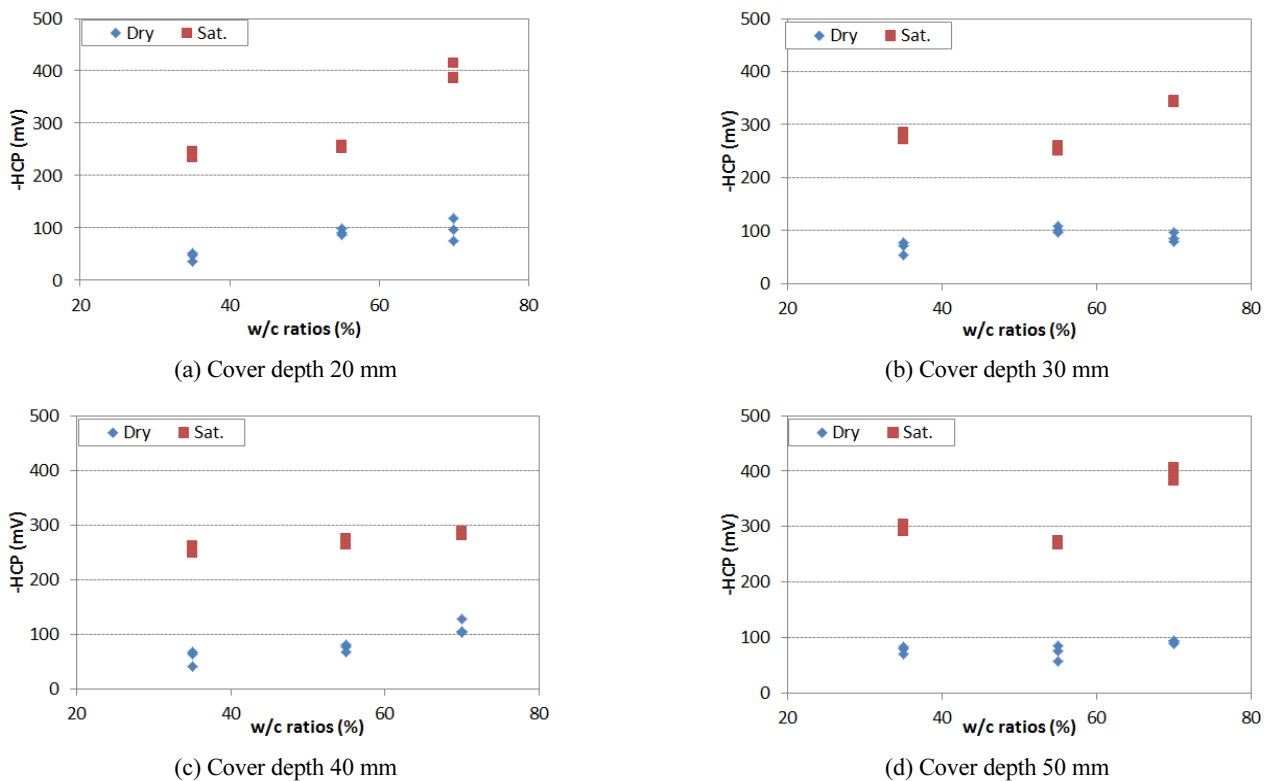 500
400
300
200
100
0
-HCP (mV)
Dry Sat.
20 40 60 80
w/c ratios (%)
(a) Cover depth 20 mm
500
400
300
200
100
0
-HCP (mV)
Dry Sat.
20 40 60 80
w/c ratios (%)
(b) Cover depth 30 mm
500
400
300
200
100
0
-HCP (mV)
Dry Sat.
20 40 60 80
w/c ratios (%)
(c) Cover depth 40 mm
500
400
300
200
100
0
-HCP (mV)
Dry Sat.
20 40 60 80
w/c ratios (%)
(d) Cover depth 50 mm